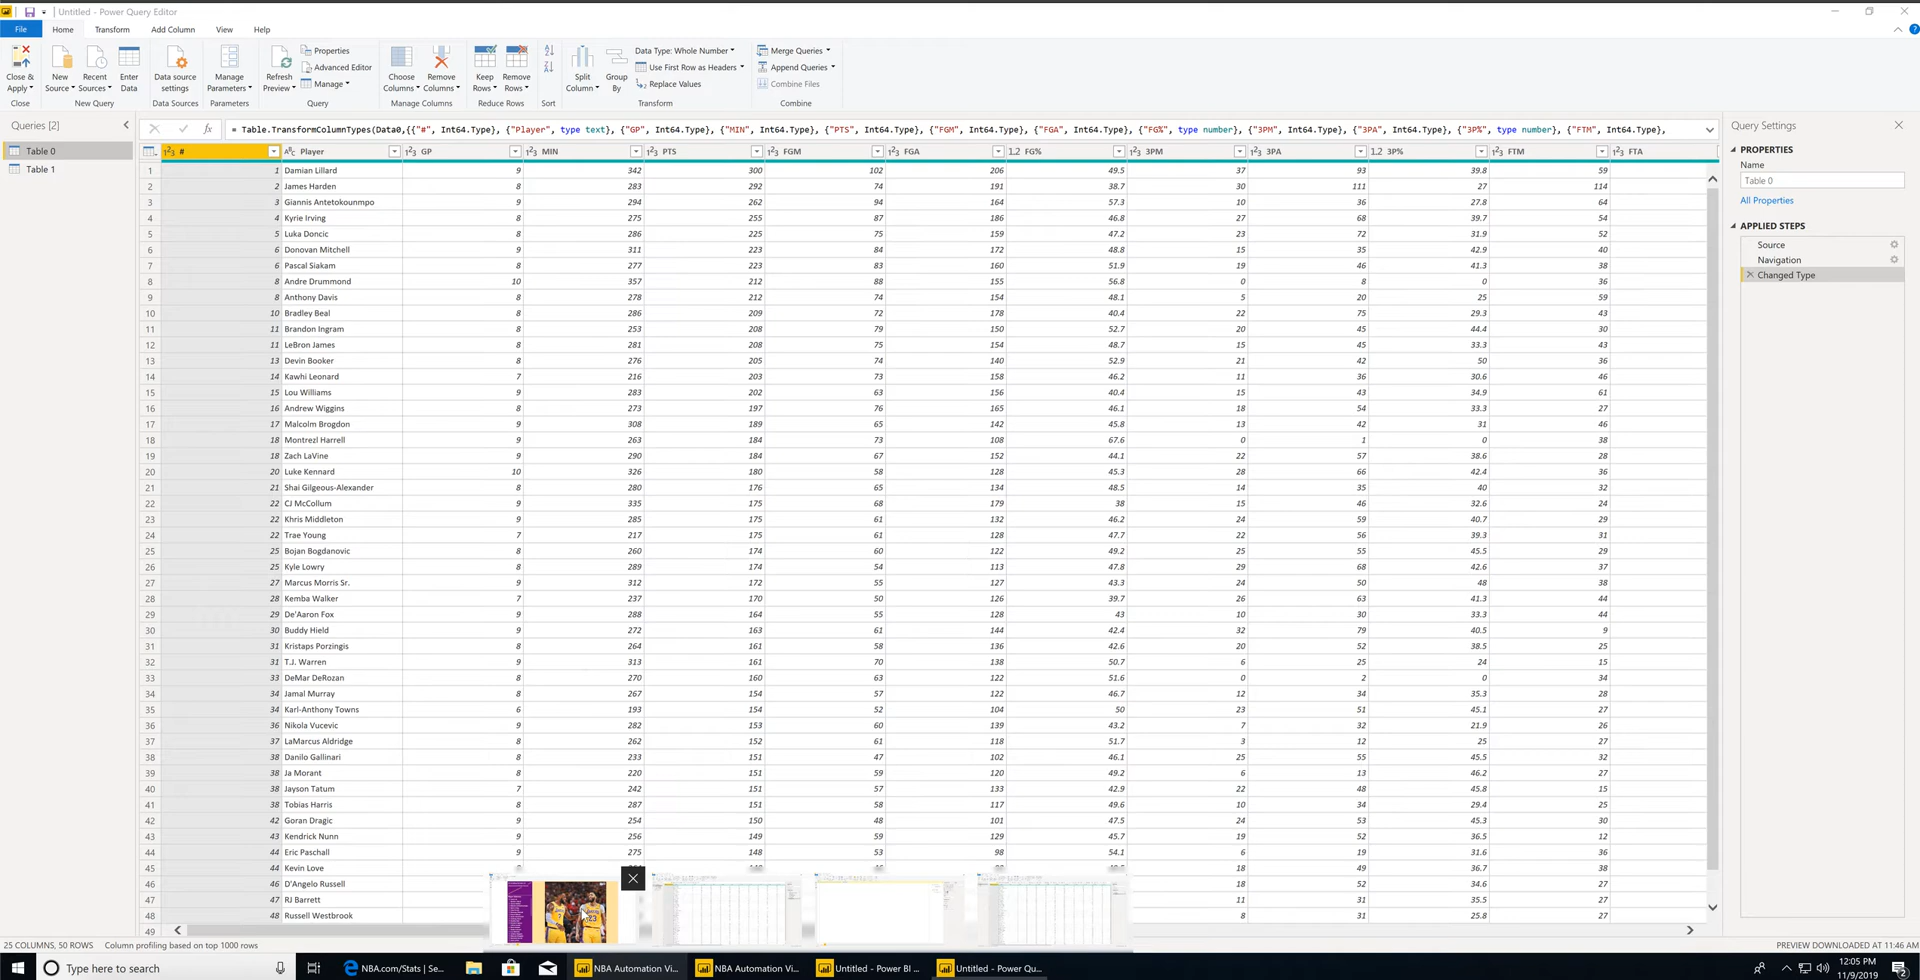 Untitled - Power Query Editor
File Home Transform Add Column View Help
Close & Apply New Source Recent Sources Enter Data Data source settings Manage Parameters Refresh Preview Properties Advanced Editor Manage Choose Columns Remove Columns Keep Rows Remove Rows Split Column Group By Data Type: Whole Number Use First Row as Headers Replace Values Merge Queries Append Queries Combine Files
Close New Query Data Sources Parameters Query Manage Columns Reduce Rows Sort Transform Combine
Queries [2]
Table 0
Table 1
= Table.TransformColumnTypes(Data0,{{"#", Int64.Type}, {"Player", type text}, {"GP", Int64.Type}, {"MIN", Int64.Type}, {"PTS", Int64.Type}, {"FGM", Int64.Type}, {"FGA", Int64.Type}, {"FG%", type number}, {"3PM", Int64.Type}, {"3PA", Int64.Type}, {"3P%", type number}, {"FTM", Int64.Type},
# Player GP MIN PTS FGM FGA FG% 3PM 3PA 3P% FTM FTA
1 1 Damian Lillard 9 342 300 102 206 49.5 37 93 39.8 59
2 2 James Harden 8 283 292 74 191 38.7 30 111 27 114
3 3 Giannis Antetokounmpo 9 294 262 94 164 57.3 10 36 27.8 64
4 4 Kyrie Irving 8 275 255 87 186 46.8 27 68 39.7 54
5 5 Luka Doncic 8 286 225 75 159 47.2 23 72 31.9 52
6 6 Donovan Mitchell 9 311 223 84 172 48.8 15 35 42.9 40
7 6 Pascal Siakam 8 277 223 83 160 51.9 19 46 41.3 38
8 8 Andre Drummond 10 357 212 88 155 56.8 0 8 0 36
9 8 Anthony Davis 8 278 212 74 154 48.1 5 20 25 59
10 10 Bradley Beal 8 286 209 72 178 40.4 22 75 29.3 43
11 11 Brandon Ingram 8 253 208 79 150 52.7 20 45 44.4 30
12 11 LeBron James 8 281 208 75 154 48.7 15 45 33.3 43
13 13 Devin Booker 8 276 205 74 140 52.9 21 42 50 36
14 14 Kawhi Leonard 7 216 203 73 158 46.2 11 36 30.6 46
15 15 Lou Williams 9 283 202 63 156 40.4 15 43 34.9 61
16 16 Andrew Wiggins 8 273 197 76 165 46.1 18 54 33.3 27
17 17 Malcolm Brogdon 9 308 189 65 142 45.8 13 42 31 46
18 18 Montrezl Harrell 9 263 184 73 108 67.6 0 1 0 38
19 18 Zach LaVine 9 290 184 67 152 44.1 22 57 38.6 28
20 20 Luke Kennard 10 326 180 58 128 45.3 28 66 42.4 36
21 21 Shai Gilgeous-Alexander 8 280 176 65 134 48.5 14 35 40 32
22 22 CJ McCollum 9 335 175 68 179 38 15 46 32.6 24
23 22 Khris Middleton 9 285 175 61 132 46.2 24 59 40.7 29
24 22 Trae Young 7 217 175 61 128 47.7 22 56 39.3 31
25 25 Bojan Bogdanovic 8 260 174 60 122 49.2 25 55 45.5 29
26 25 Kyle Lowry 8 289 174 54 113 47.8 29 68 42.6 37
27 27 Marcus Morris Sr. 9 312 172 55 127 43.3 24 50 48 38
28 28 Kemba Walker 7 237 170 50 126 39.7 26 63 41.3 44
29 29 De'Aaron Fox 9 288 164 55 128 43 10 30 33.3 44
30 30 Buddy Hield 9 272 163 61 144 42.4 32 79 40.5 9
31 31 Kristaps Porzingis 8 264 161 58 136 42.6 20 52 38.5 25
32 31 T.J. Warren 9 313 161 70 138 50.7 6 25 24 15
33 33 DeMar DeRozan 8 270 160 63 122 51.6 0 2 0 34
34 34 Jamal Murray 8 267 154 57 122 46.7 12 34 35.3 28
35 34 Karl-Anthony Towns 6 193 154 52 104 50 23 51 45.1 27
36 36 Nikola Vucevic 9 282 153 60 139 43.2 7 32 21.9 26
37 37 LaMarcus Aldridge 8 262 152 61 118 51.7 3 12 25 27
38 38 Danilo Gallinari 8 233 151 47 102 46.1 25 55 45.5 32
39 38 Ja Morant 8 220 151 59 120 49.2 6 13 46.2 27
40 38 Jayson Tatum 7 242 151 57 133 42.9 22 48 45.8 15
41 38 Tobias Harris 8 287 151 58 117 49.6 10 34 29.4 25
42 42 Goran Dragic 9 254 150 48 101 47.5 24 53 45.3 30
43 43 Kendrick Nunn 9 256 149 59 129 45.7 19 52 36.5 12
44 44 Eric Paschall 9 275 148 53 98 54.1 6 19 31.6 36
45 44 Kevin Love 18 49 36.7 38
46 46 D'Angelo Russell 18 52 34.6 27
47 47 RJ Barrett 11 31 35.5 27
48 48 Russell Westbrook 8 31 25.8 27
49
Query Settings
PROPERTIES
Name
Table 0
All Properties
APPLIED STEPS
Source
Navigation
Changed Type
25 COLUMNS, 50 ROWS Column profiling based on top 1000 rows
PREVIEW DOWNLOADED AT 11:46 AM
Type here to search
NBA.com/Stats | Se...
NBA Automation Vi...
NBA Automation Vi...
Untitled - Power BI ...
Untitled - Power Qu...
12:05 PM
11/9/2019